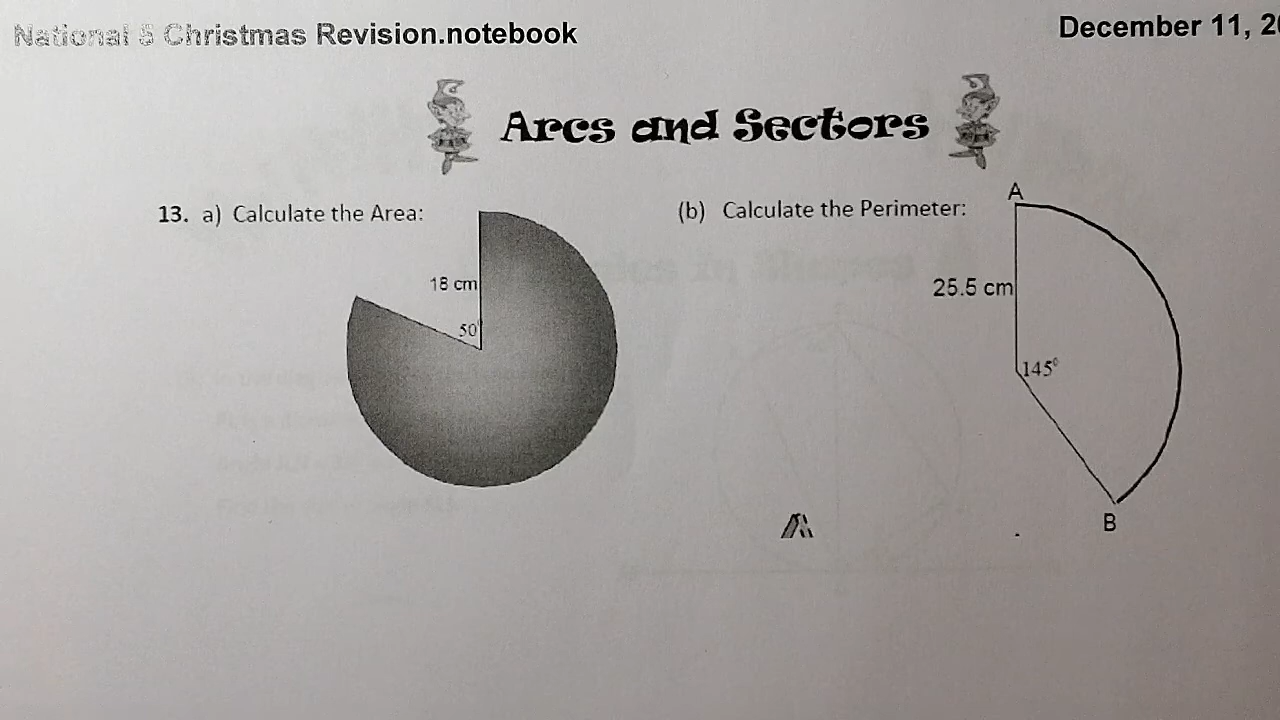 National 5 Christmas Revision.notebook
December 11, 20
Arcs and Sectors
13. a) Calculate the Area:
(b) Calculate the Perimeter:
A
18 cm
25.5 cm
50°
145°
B